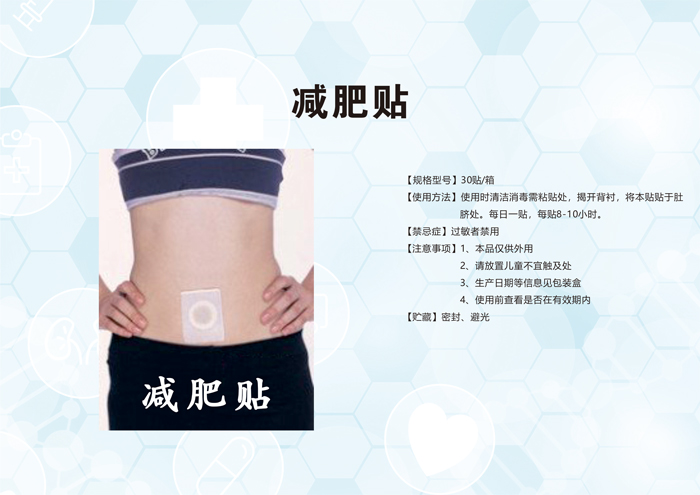 减肥贴
【规格型号】30贴/箱
【使用方法】使用时清洁消毒需粘贴处，揭开背衬，将本贴贴于肚
脐处。每日一贴，每贴8-10小时。
【禁忌症】过敏者禁用
【注意事项】1、本品仅供外用
2、请放置儿童不宜触及处
3、生产日期等信息见包装盒
4、使用前查看是否在有效期内
【贮藏】密封、避光
减肥贴